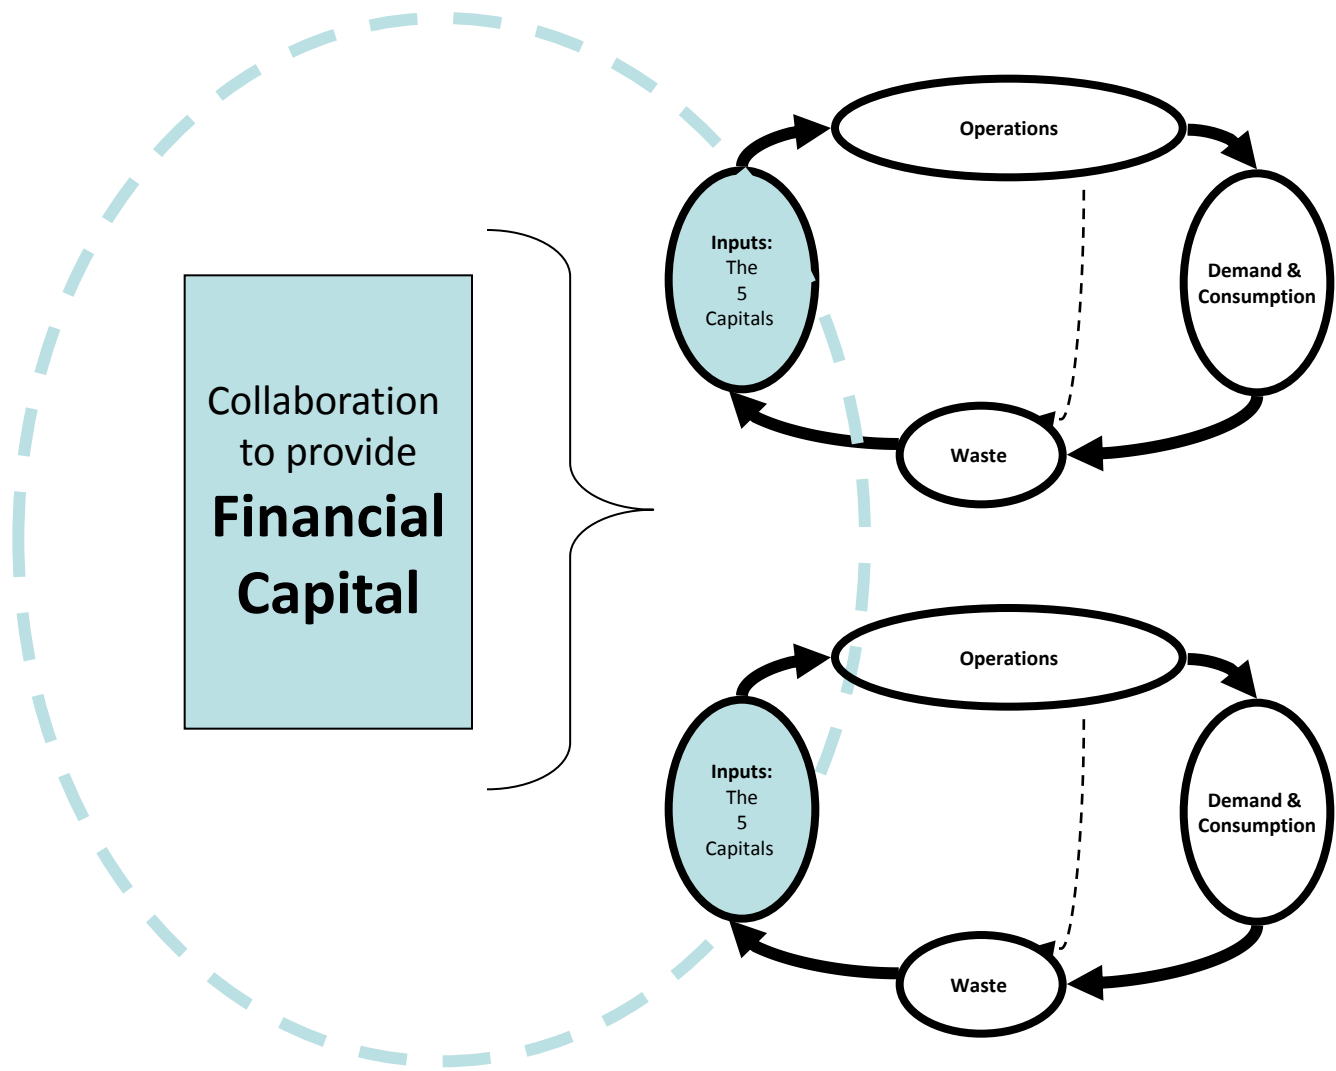 Collaboration
to provide
Financial
Capital
Operations
Inputs:
The
5
Capitals
Demand &
Consumption
Waste
Operations
Inputs:
The
5
Capitals
Demand &
Consumption
Waste